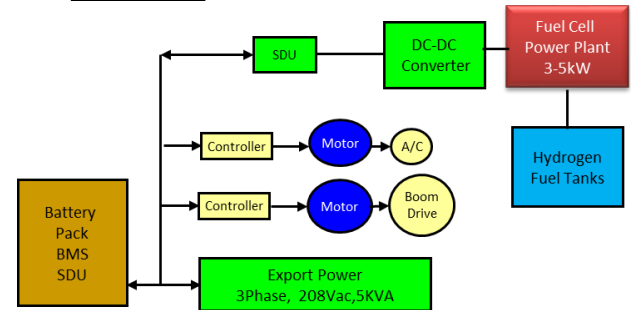 Fuel Cell
Power Plant
3-5kW
DC-DC
Converter
SDU
Controller
Motor
A/C
Hydrogen
Fuel Tanks
Controller
Motor
Boom
Drive
Battery
Pack
BMS
SDU
Export Power
3Phase, 208Vac,5KVA